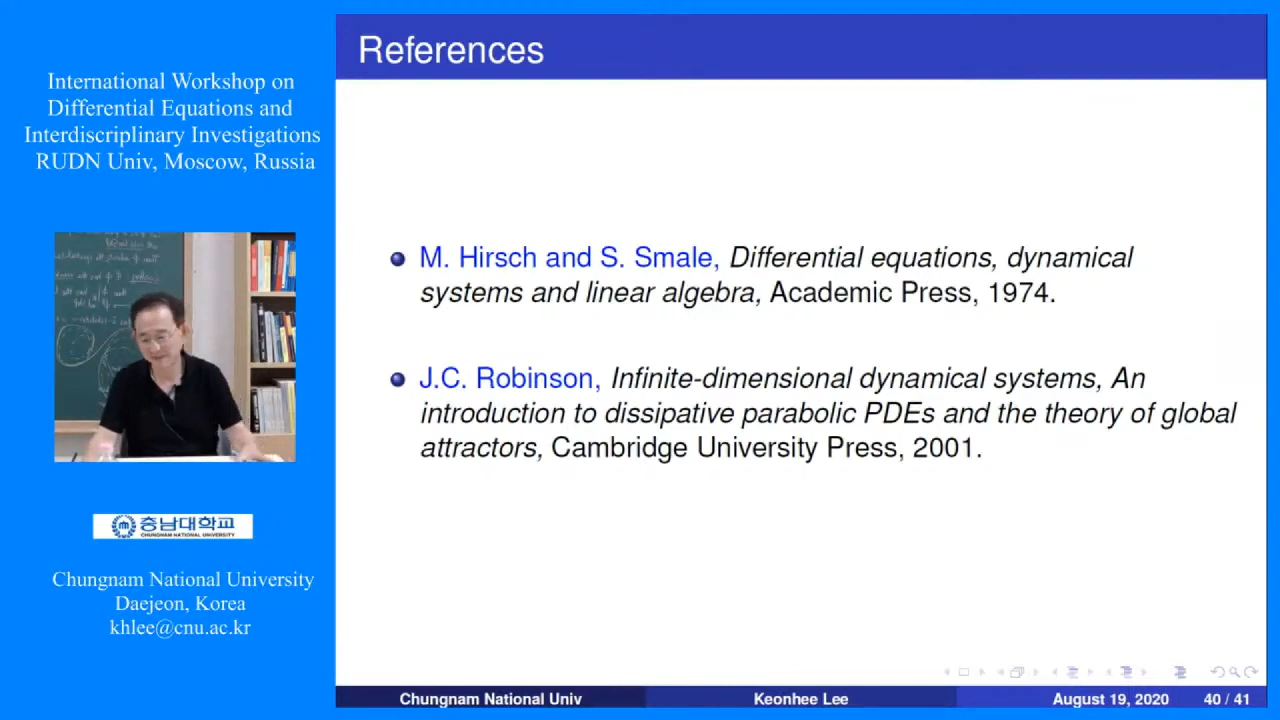 International Workshop on
Differential Equations and
Interdisciplinary Investigations
RUDN Univ, Moscow, Russia
충남대학교
CHUNGNAM NATIONAL UNIVERSITY
Chungnam National University
Daejeon, Korea
khlee@cnu.ac.kr
References
M. Hirsch and S. Smale, Differential equations, dynamical
systems and linear algebra, Academic Press, 1974.
J.C. Robinson, Infinite-dimensional dynamical systems, An
introduction to dissipative parabolic PDEs and the theory of global
attractors, Cambridge University Press, 2001.
Chungnam National Univ Keonhee Lee August 19, 2020 40 / 41